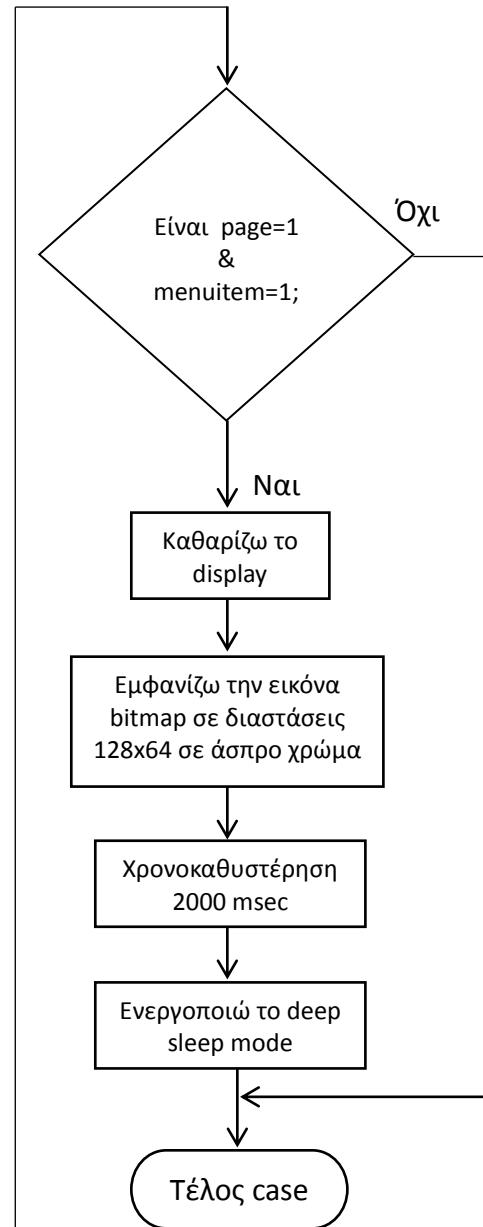 Είναι page=1
&
menuitem=1;
Όχι
Ναι
Καθαρίζω το
display
Εμφανίζω την εικόνα
bitmap σε διαστάσεις
128x64 σε άσπρο χρώμα
Χρονοκαθυστέρηση
2000 msec
Ενεργοποιώ το deep
sleep mode
Τέλος case